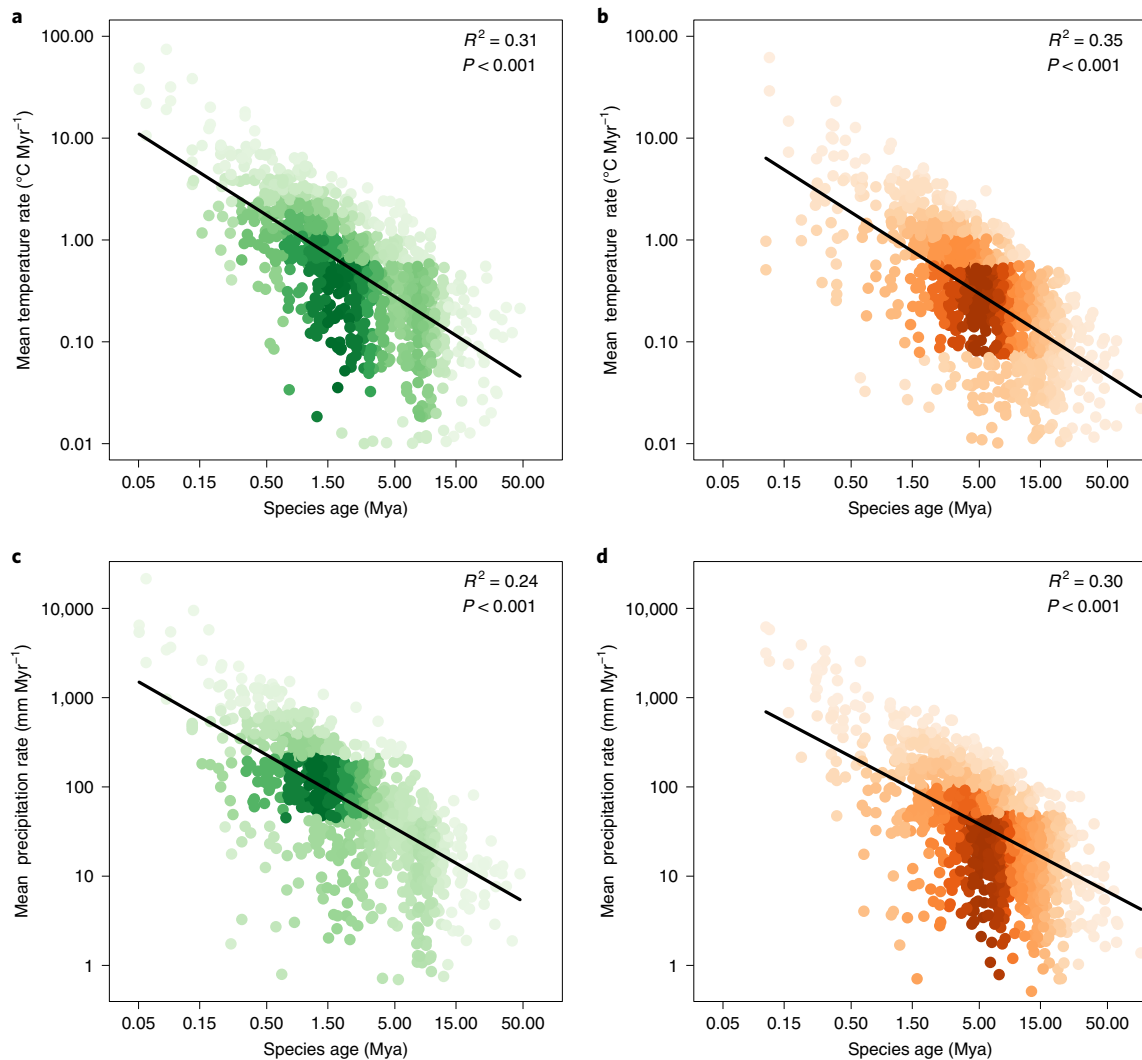 a
R² = 0.31
P < 0.001
Mean temperature rate (°C Myr⁻¹)
100.00
10.00
1.00
0.10
0.01
0.05 0.15 0.50 1.50 5.00 15.00 50.00
Species age (Mya)
b
R² = 0.35
P < 0.001
Mean temperature rate (°C Myr⁻¹)
100.00
10.00
1.00
0.10
0.01
0.05 0.15 0.50 1.50 5.00 15.00 50.00
Species age (Mya)
c
R² = 0.24
P < 0.001
Mean precipitation rate (mm Myr⁻¹)
10,000
1,000
100
10
1
0.05 0.15 0.50 1.50 5.00 15.00 50.00
Species age (Mya)
d
R² = 0.30
P < 0.001
Mean precipitation rate (mm Myr⁻¹)
10,000
1,000
100
10
1
0.05 0.15 0.50 1.50 5.00 15.00 50.00
Species age (Mya)